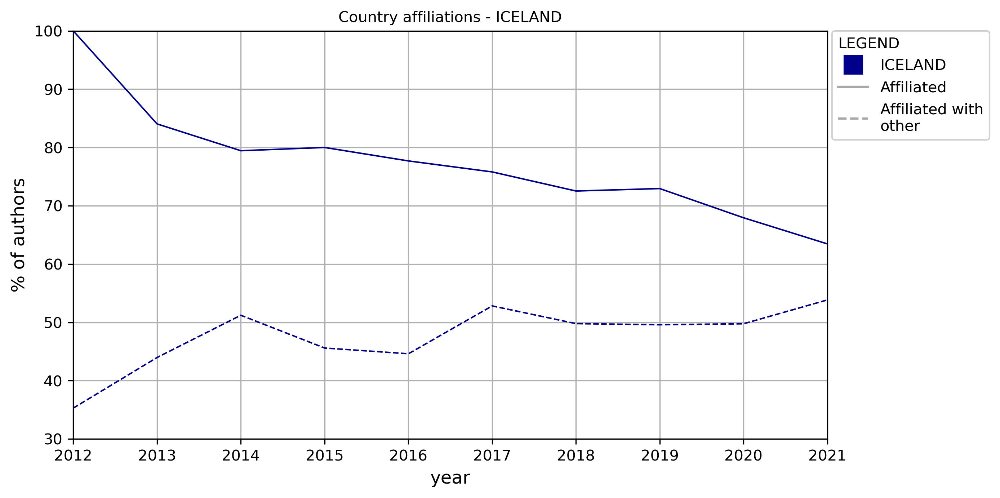 Country affiliations - ICELAND
100
90
80
70
60
50
40
30
% of authors
2012 2013 2014 2015 2016 2017 2018 2019 2020 2021
year
LEGEND
ICELAND
Affiliated
Affiliated with
other